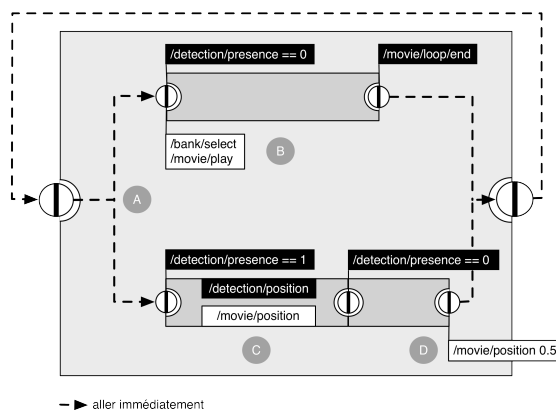 /detection/presence == 0
/movie/loop/end
/bank/select
/movie/play
B
A
/detection/presence == 1
/detection/presence == 0
/detection/position
/movie/position
C
D
/movie/position 0.5
aller immédiatement